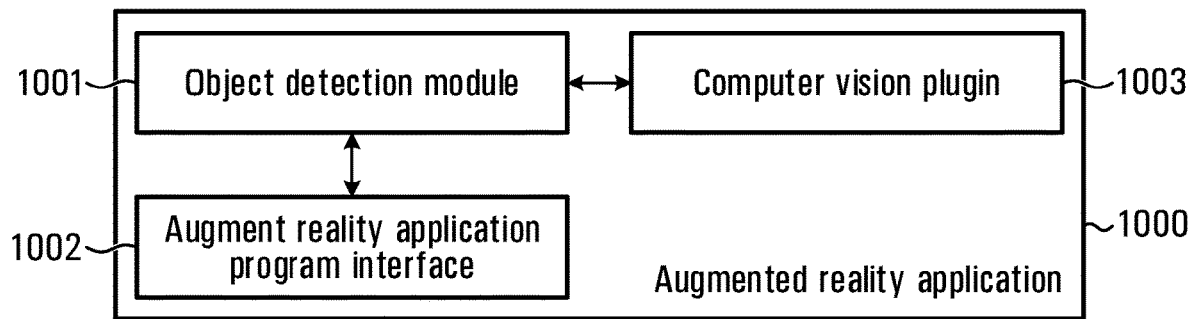 1001
Object detection module
Computer vision plugin
1003
1002
Augment reality application
program interface
1000
Augmented reality application